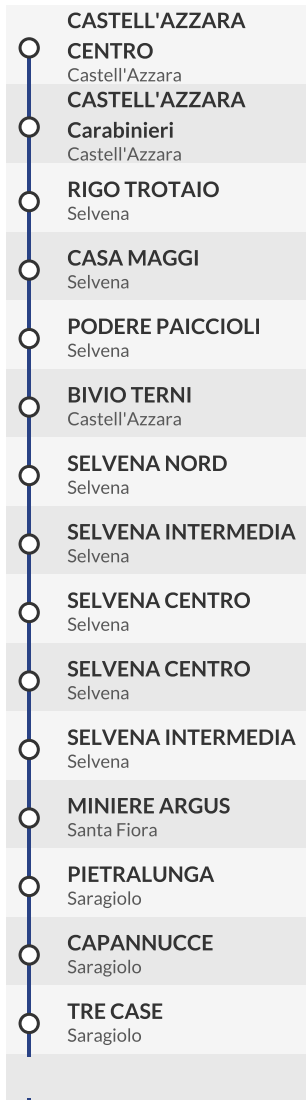 CASTELL'AZZARA
CENTRO
Castell'Azzara
CASTELL'AZZARA
Carabinieri
Castell'Azzara
RIGO TROTAIO
Selvena
CASA MAGGI
Selvena
PODERE PAICCIOLI
Selvena
BIVIO TERNI
Castell'Azzara
SELVENA NORD
Selvena
SELVENA INTERMEDIA
Selvena
SELVENA CENTRO
Selvena
SELVENA CENTRO
Selvena
SELVENA INTERMEDIA
Selvena
MINIERE ARGUS
Santa Fiora
PIETRALUNGA
Saragiolo
CAPANNUCCE
Saragiolo
TRE CASE
Saragiolo